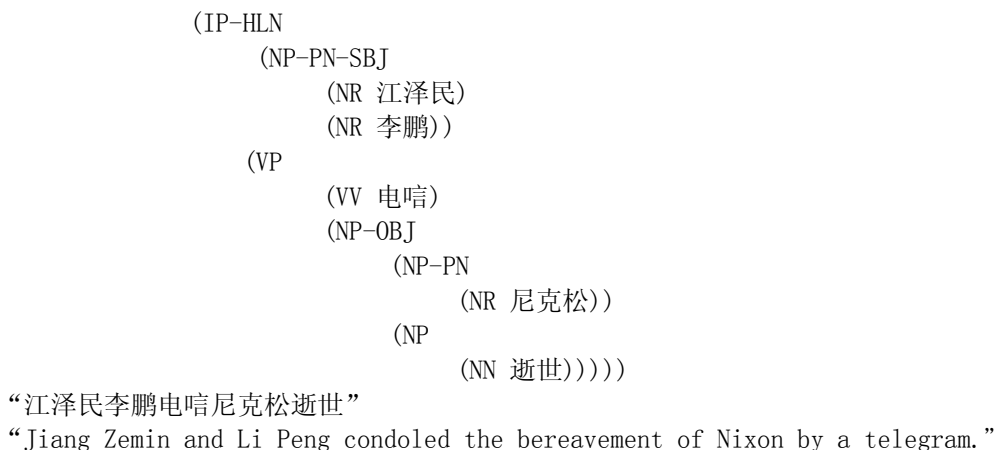 (IP-HLN
(NP-PN-SBJ
(NR 江泽民)
(NR 李鹏))
(VP
(VV 电唁)
(NP-OBJ
(NP-PN
(NR 尼克松))
(NP
(NN 逝世)))))
“江泽民李鹏电唁尼克松逝世”
“Jiang Zemin and Li Peng condoled the bereavement of Nixon by a telegram.”